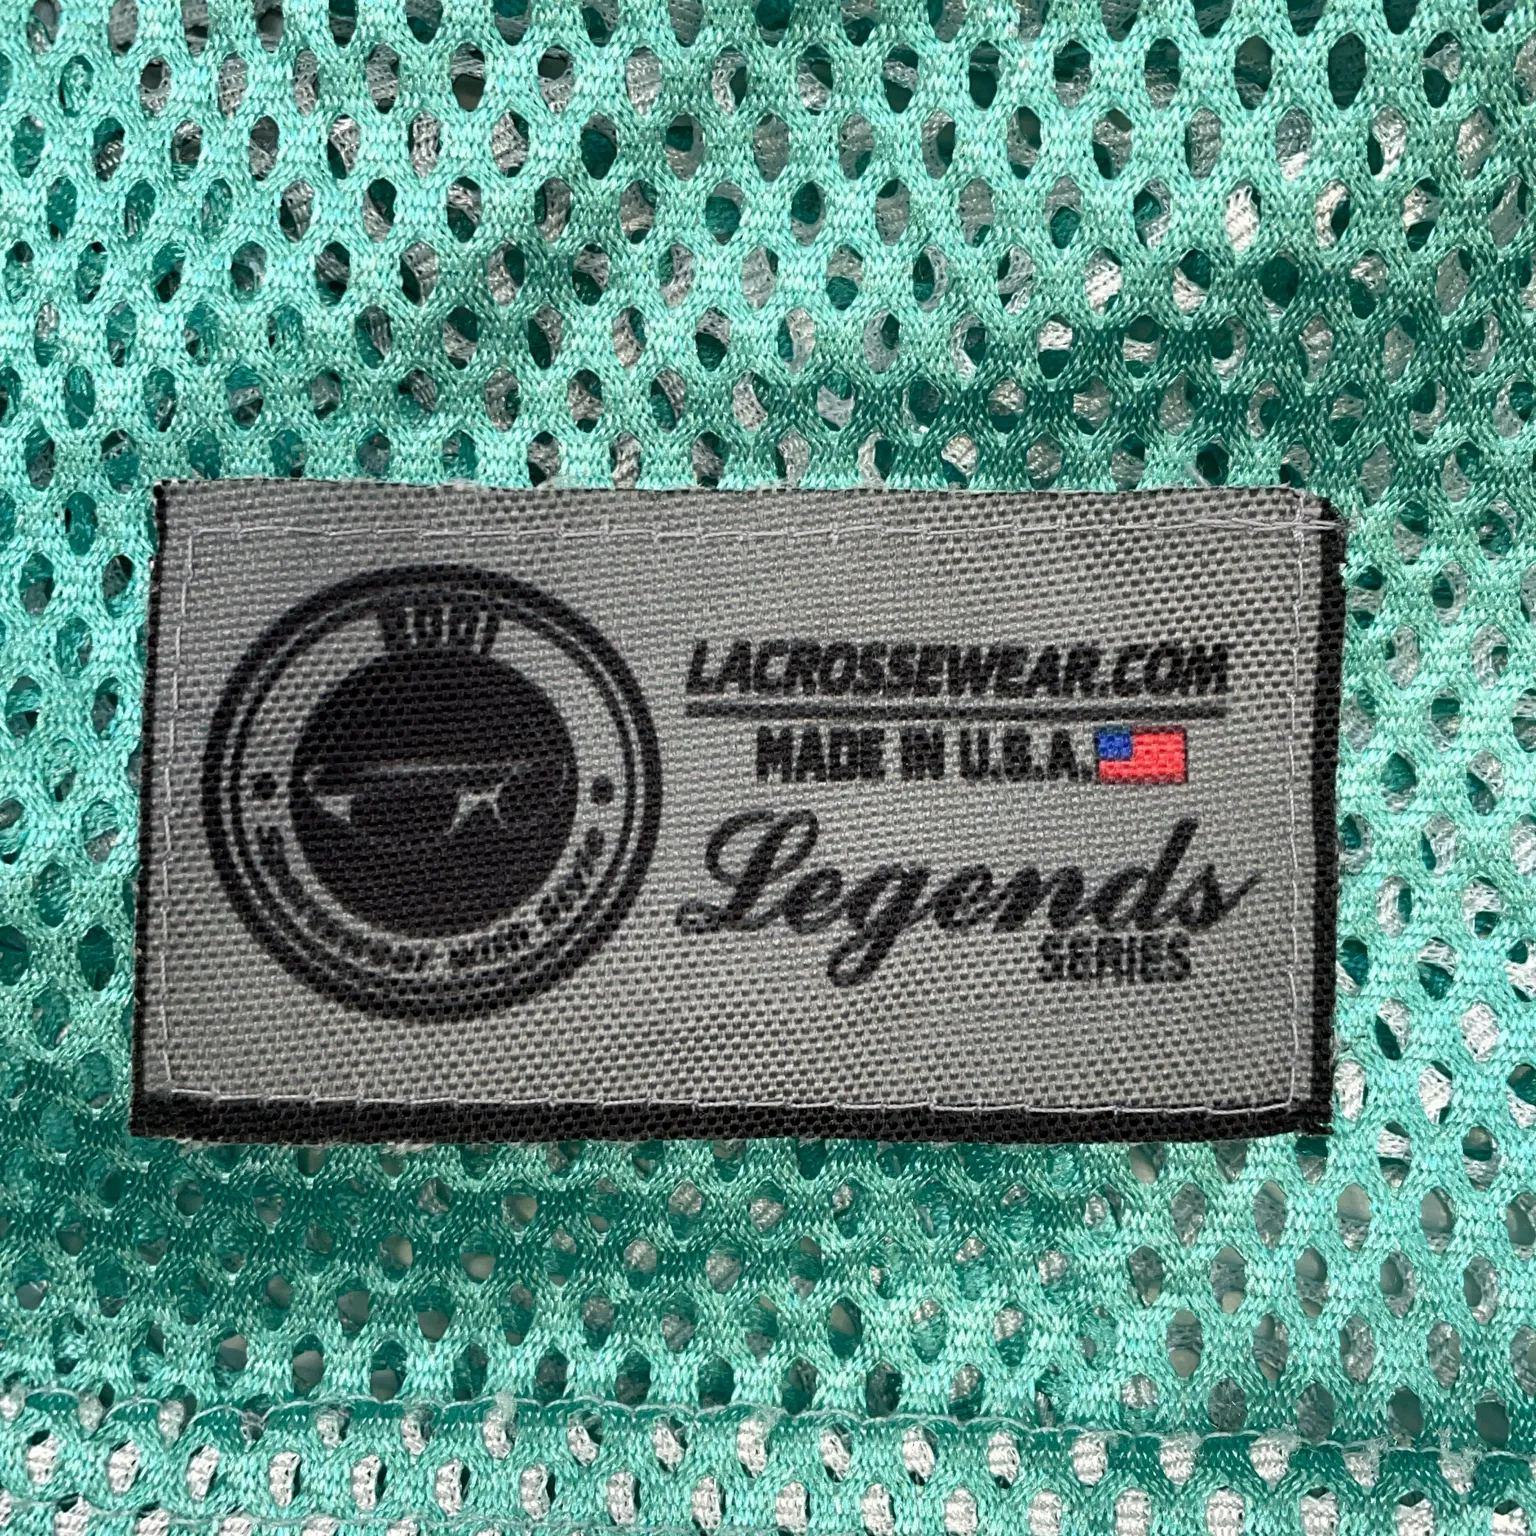 LACROSSEWEAR.COM
MADE IN U.S.A.
Legends
SERIES